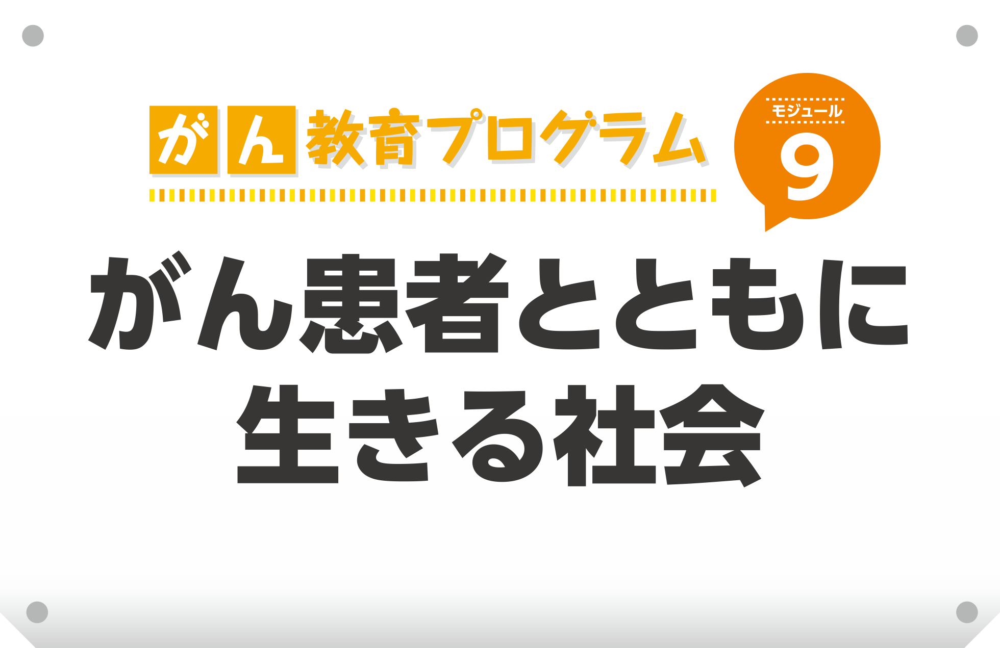 がん教育プログラム
モジュール
9
がん患者とともに
生きる社会